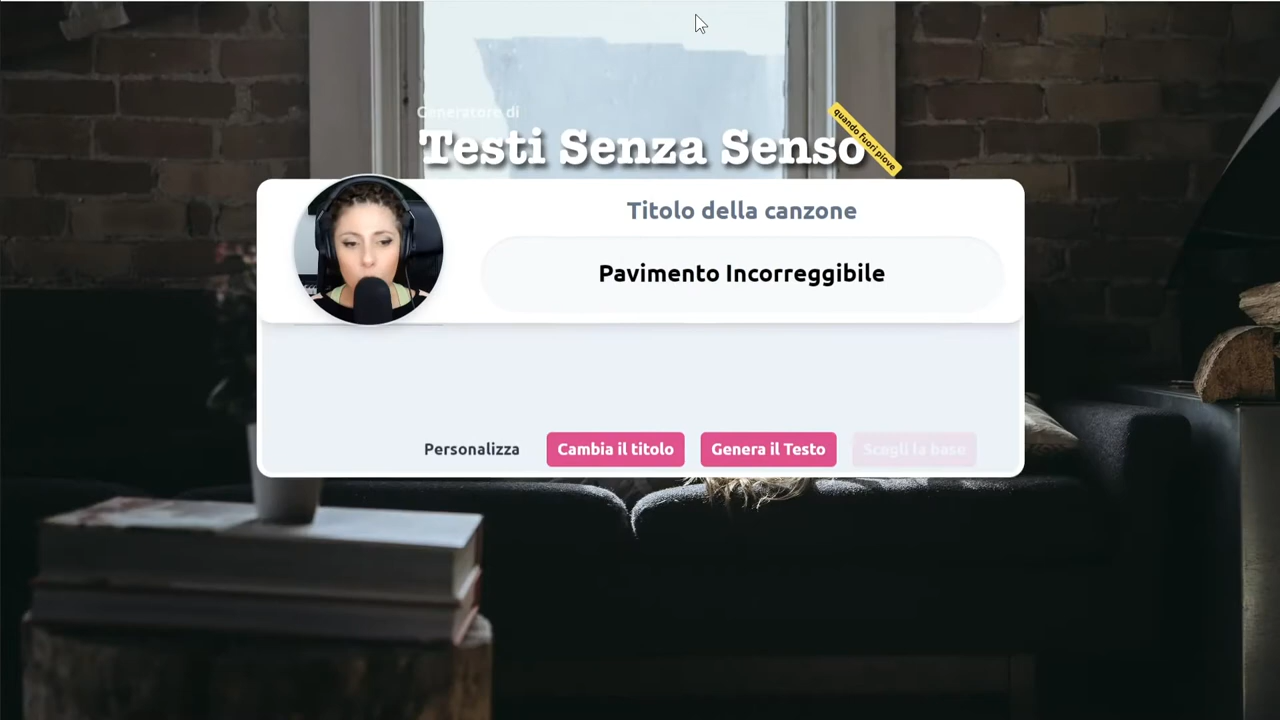 Generatore di
Testi Senza Senso
quando fuori piove
Titolo della canzone
Pavimento Incorreggibile
Personalizza
Cambia il titolo
Genera il Testo
Scegli la base